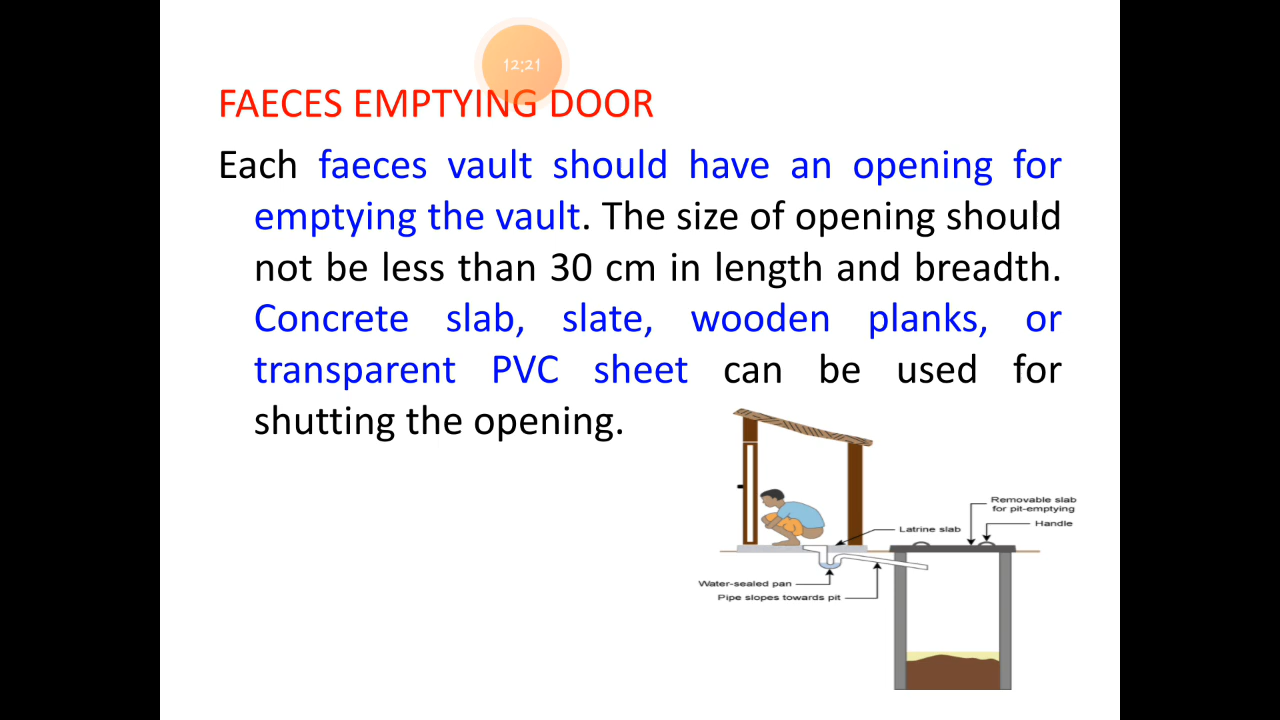 12:21
FAECES EMPTYING DOOR
Each faeces vault should have an opening for
emptying the vault. The size of opening should
not be less than 30 cm in length and breadth.
Concrete slab, slate, wooden planks, or
transparent PVC sheet can be used for
shutting the opening.
Removable slab
for pit-emptying
Handle
Latrine slab
Water-sealed pan
Pipe slopes towards pit